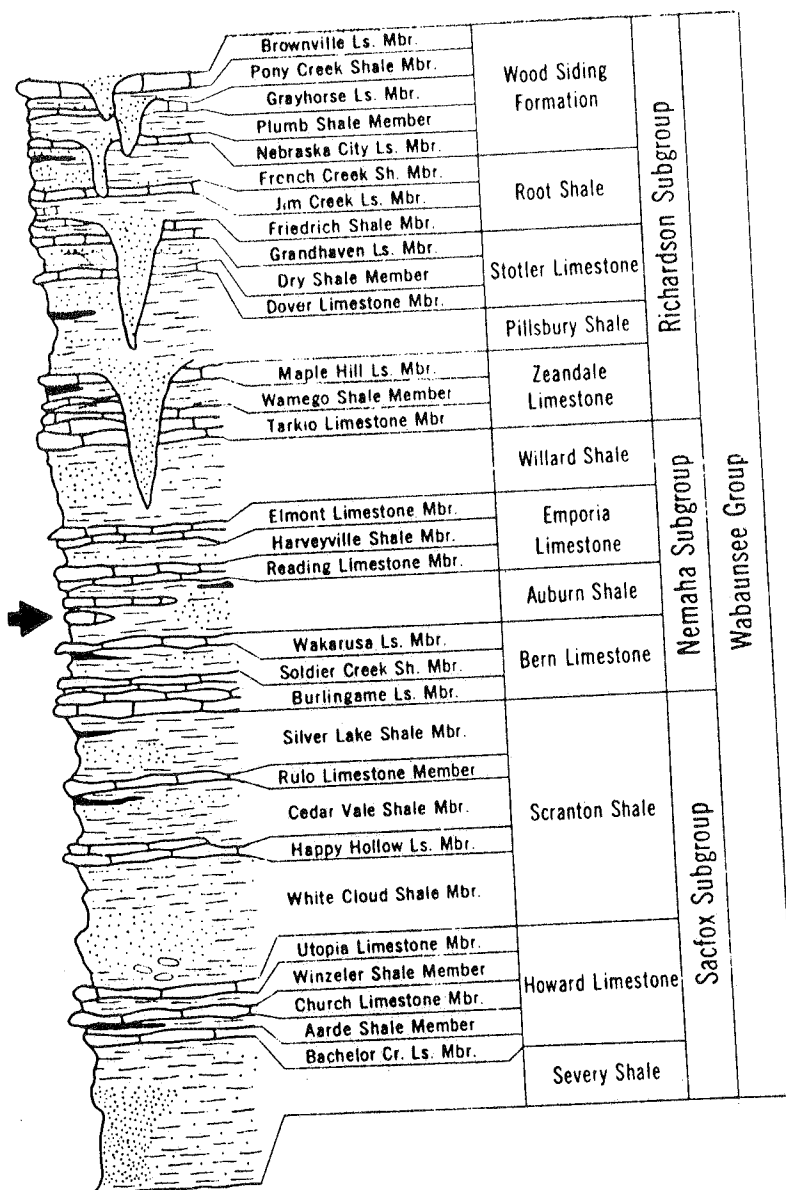 Brownville Ls. Mbr.
Pony Creek Shale Mbr.
Grayhorse Ls. Mbr.
Plumb Shale Member
Nebraska City Ls. Mbr.
French Creek Sh. Mbr.
Jim Creek Ls. Mbr.
Friedrich Shale Mbr.
Grandhaven Ls. Mbr.
Dry Shale Member
Dover Limestone Mbr.
Maple Hill Ls. Mbr.
Wamego Shale Member
Tarkio Limestone Mbr
Elmont Limestone Mbr.
Harveyville Shale Mbr.
Reading Limestone Mbr.
Wakarusa Ls. Mbr.
Soldier Creek Sh. Mbr.
Burlingame Ls. Mbr.
Silver Lake Shale Mbr.
Rulo Limestone Member
Cedar Vale Shale Mbr.
Happy Hollow Ls. Mbr.
White Cloud Shale Mbr.
Utopia Limestone Mbr.
Winzeler Shale Member
Church Limestone Mbr.
Aarde Shale Member
Bachelor Cr. Ls. Mbr.
Wood Siding
Formation
Root Shale
Stotler Limestone
Pillsbury Shale
Zeandale
Limestone
Willard Shale
Emporia
Limestone
Auburn Shale
Bern Limestone
Scranton Shale
Howard Limestone
Severy Shale
Richardson Subgroup
Nemaha Subgroup
Sacfox Subgroup
Wabaunsee Group